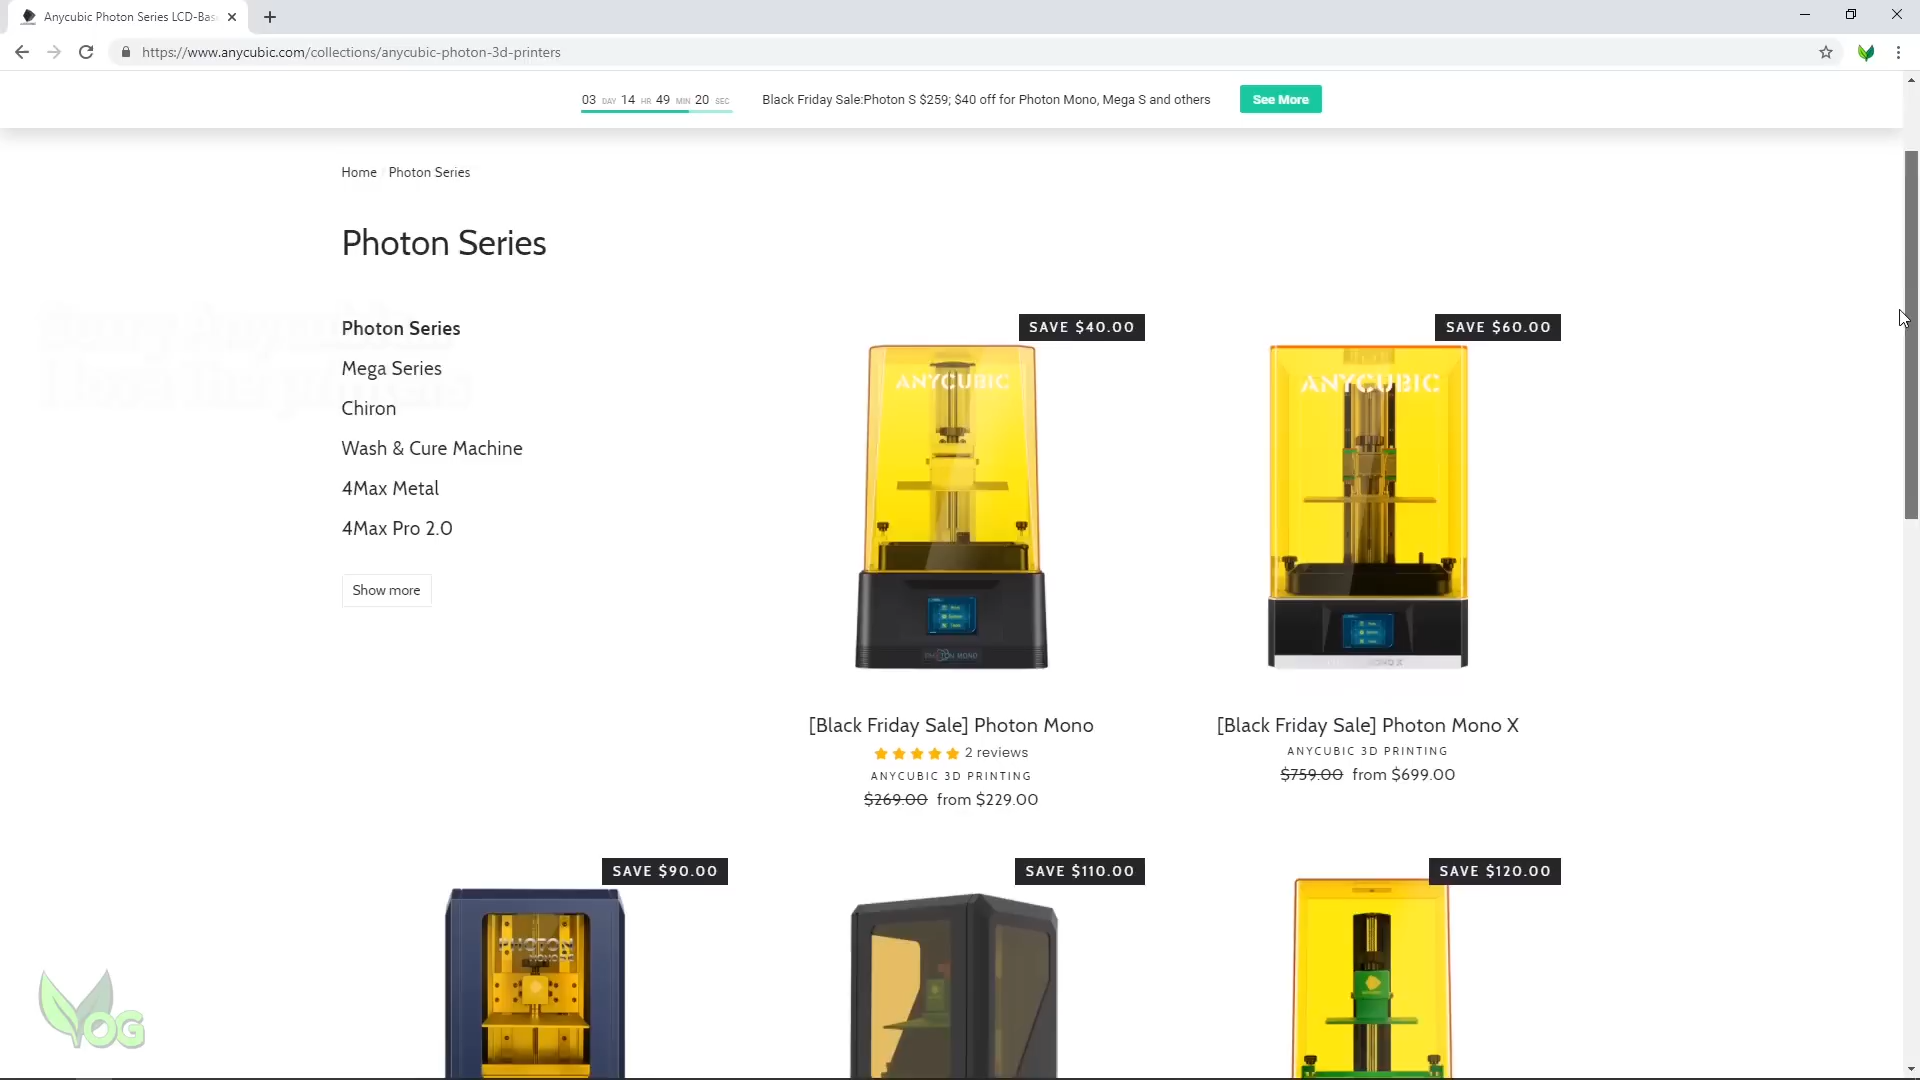 Anycubic Photon Series LCD-Bas
https://www.anycubic.com/collections/anycubic-photon-3d-printers
03 DAY 14 HR 49 MIN 20 SEC
Black Friday Sale:Photon S $259; $40 off for Photon Mono, Mega S and others
See More
Home / Photon Series
Photon Series
Photon Series
Mega Series
Chiron
Wash & Cure Machine
4Max Metal
4Max Pro 2.0
Show more
SAVE $40.00
ANYCUBIC
PHOTON MONO
[Black Friday Sale] Photon Mono
2 reviews
ANYCUBIC 3D PRINTING
$269.00 from $229.00
SAVE $60.00
ANYCUBIC
MONO X
[Black Friday Sale] Photon Mono X
ANYCUBIC 3D PRINTING
$759.00 from $699.00
SAVE $90.00
PHOTON
SAVE $110.00
SAVE $120.00
VOG